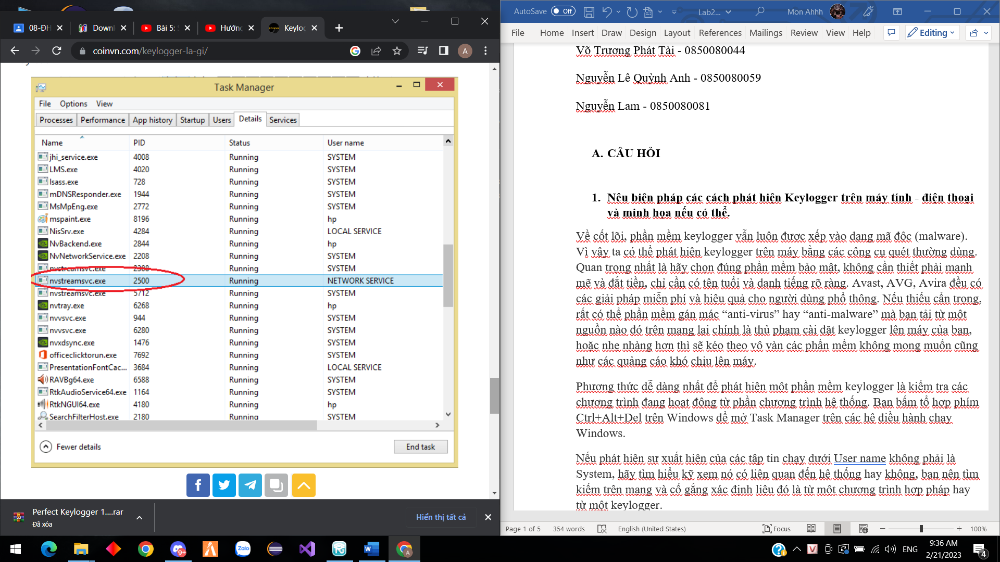 08-ĐH
Downl
Bài 5: S
Hướng
Keylog
coinvn.com/keylogger-la-gi/
A
Task Manager
File Options View
Processes Performance App history Startup Users Details Services
Name PID Status User name
jhi_service.exe 4008 Running SYSTEM
LMS.exe 4020 Running SYSTEM
lsass.exe 728 Running SYSTEM
mDNSResponder.exe 1944 Running SYSTEM
MsMpEng.exe 2772 Running SYSTEM
mspaint.exe 8196 Running hp
NisSrv.exe 4284 Running LOCAL SERVICE
NvBackend.exe 2844 Running hp
NvNetworkService.exe 2208 Running SYSTEM
nvstreamsvc.exe 2308 Running SYSTEM
nvstreamsvc.exe 2500 Running NETWORK SERVICE
nvstreamsvc.exe 5712 Running SYSTEM
nvtray.exe 6268 Running hp
nvvsvc.exe 944 Running SYSTEM
nvvsvc.exe 6280 Running SYSTEM
nvxdsync.exe 1476 Running SYSTEM
officeclicktorun.exe 7692 Running SYSTEM
PresentationFontCac... 3684 Running LOCAL SERVICE
RAVBg64.exe 6588 Running SYSTEM
RtkAudioService64.exe 1164 Running SYSTEM
RtkNGUI64.exe 4180 Running hp
SearchFilterHost.exe 2180 Running SYSTEM
Fewer details
End task
Perfect Keylogger 1....rar
Đã xóa
Hiển thị tất cả
AutoSave Off Lab2... Mon Ahhh
File Home Insert Draw Design Layout References Mailings Review View Help Editing
Võ Trương Phát Tài - 0850080044
Nguyễn Lê Quỳnh Anh - 0850080059
Nguyễn Lam - 0850080081
A. CÂU HỎI
1. Nêu biện pháp các cách phát hiện Keylogger trên máy tính - điện thoại
và minh họa nếu có thể.
Về cốt lõi, phần mềm keylogger vẫn luôn được xếp vào dạng mã độc (malware).
Vì vậy ta có thể phát hiện keylogger trên máy bằng các công cụ quét thường dùng.
Quan trọng nhất là hãy chọn đúng phần mềm bảo mật, không cần thiết phải mạnh
mẽ và đắt tiền, chỉ cần có tên tuổi và danh tiếng rõ ràng. Avast, AVG, Avira đều có
các giải pháp miễn phí và hiệu quả cho người dùng phổ thông. Nếu thiếu cẩn trọng,
rất có thể phần mềm gán mác “anti-virus” hay “anti-malware” mà bạn tải từ một
nguồn nào đó trên mạng lại chính là thủ phạm cài đặt keylogger lên máy của bạn,
hoặc nhẹ nhàng hơn thì sẽ kéo theo vô vàn các phần mềm không mong muốn cũng
như các quảng cáo khó chịu lên máy.
Phương thức dễ dàng nhất để phát hiện một phần mềm keylogger là kiểm tra các
chương trình đang hoạt động từ phần chương trình hệ thống. Bạn bấm tổ hợp phím
Ctrl+Alt+Del trên Windows để mở Task Manager trên các hệ điều hành chạy
Windows.
Nếu phát hiện sự xuất hiện của các tập tin chạy dưới User name không phải là
System, hãy tìm hiểu kỹ xem nó có liên quan đến hệ thống hay không, bạn nên tìm
kiếm trên mạng và cố gắng xác định liệu đó là từ một chương trình hợp pháp hay
từ một keylogger.
Page 1 of 5 354 words English (United States) Focus 100%
9+
Zalo
ENG
9:36 AM
2/21/2023
4